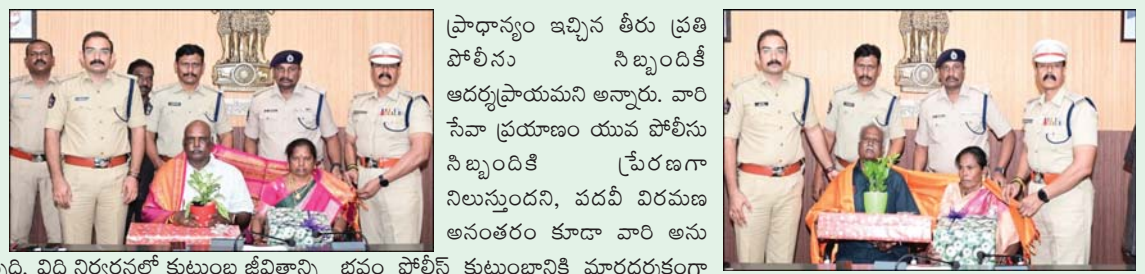 ప్రాధాన్యం ఇచ్చిన తీరు ప్రతి
పోలీసు సిబ్బందికీ
ఆదర్శప్రాయమని అన్నారు. వారి
సేవా ప్రయాణం యువ పోలీసు
సిబ్బందికి ప్రేరణగా
నిలుస్తుందని, పదవీ విరమణ
అనంతరం కూడా వారి అను
విధి నిర్వహణలో కుటుంబ జీవితాన్ని
భవం పోలీస్ కుటుంబానికి మార్గదర్శకంగా